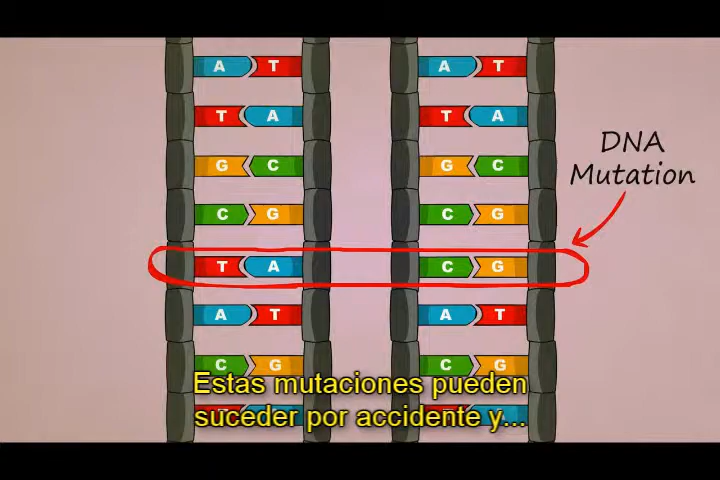 A T A T
T A T A
G C G C
C G C G
DNA
Mutation
T A C G
A T A T
C G C G
Estas mutaciones pueden
suceder por accidente y...